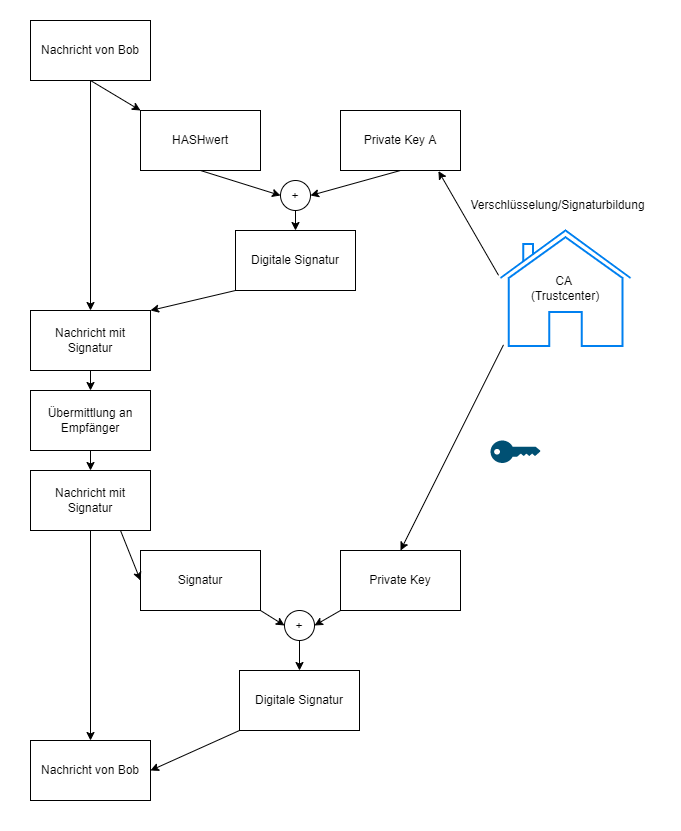 Nachricht von Bob
HASHwert
Private Key A
Verschlüsselung/Signaturbildung
+
Digitale Signatur
CA
(Trustcenter)
Nachricht mit
Signatur
Übermittlung an
Empfänger
Nachricht mit
Signatur
Signatur
Private Key
+
Digitale Signatur
Nachricht von Bob